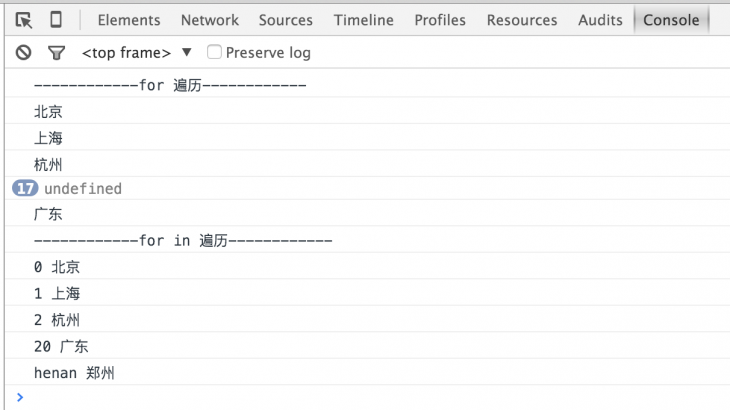 Elements Network Sources Timeline Profiles Resources Audits Console
<top frame> ▼ Preserve log
------------for 遍历------------
北京
上海
杭州
17 undefined
广东
------------for in 遍历------------
0 北京
1 上海
2 杭州
20 广东
henan 郑州
>